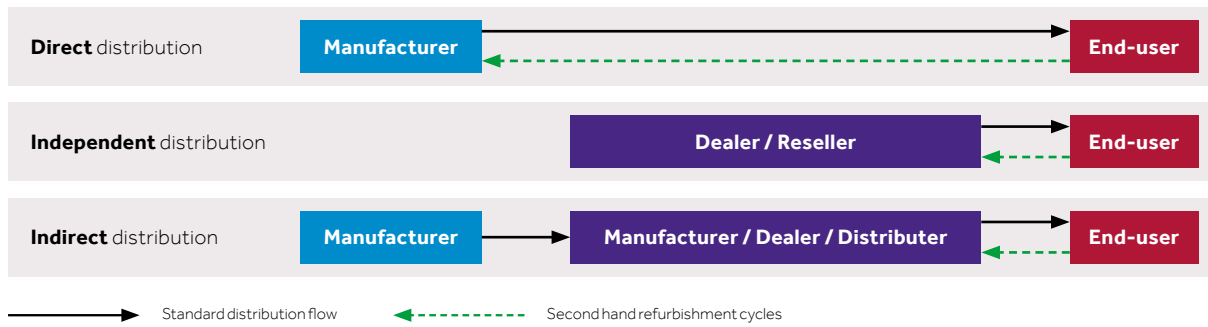 Direct distribution
Manufacturer
End-user
Independent distribution
Dealer / Reseller
End-user
Indirect distribution
Manufacturer
Manufacturer / Dealer / Distributer
End-user
Standard distribution flow
Second hand refurbishment cycles